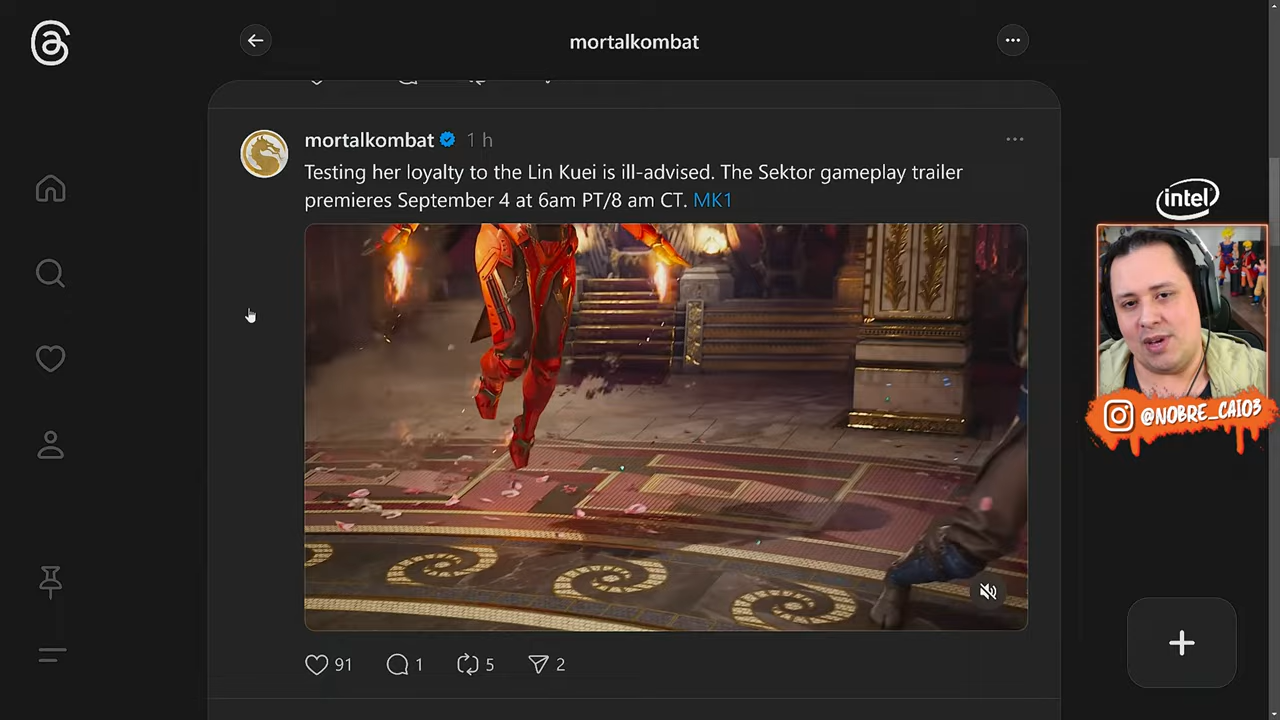 mortalkombat
mortalkombat 1 h
Testing her loyalty to the Lin Kuei is ill-advised. The Sektor gameplay trailer
premieres September 4 at 6am PT/8 am CT. MK1
intel
@NOBRE_CAIO3
91 1 5 2